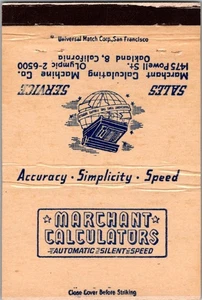 Universal Match Corp., San Francisco
Marchant Calculating Machine Co.
1475 Powell St. OLympic 2-6500
Oakland 8, California
SALES SERVICE
Accuracy · Simplicity · Speed
MARCHANT
CALCULATORS
AUTOMATIC SILENT SPEED
Close Cover Before Striking